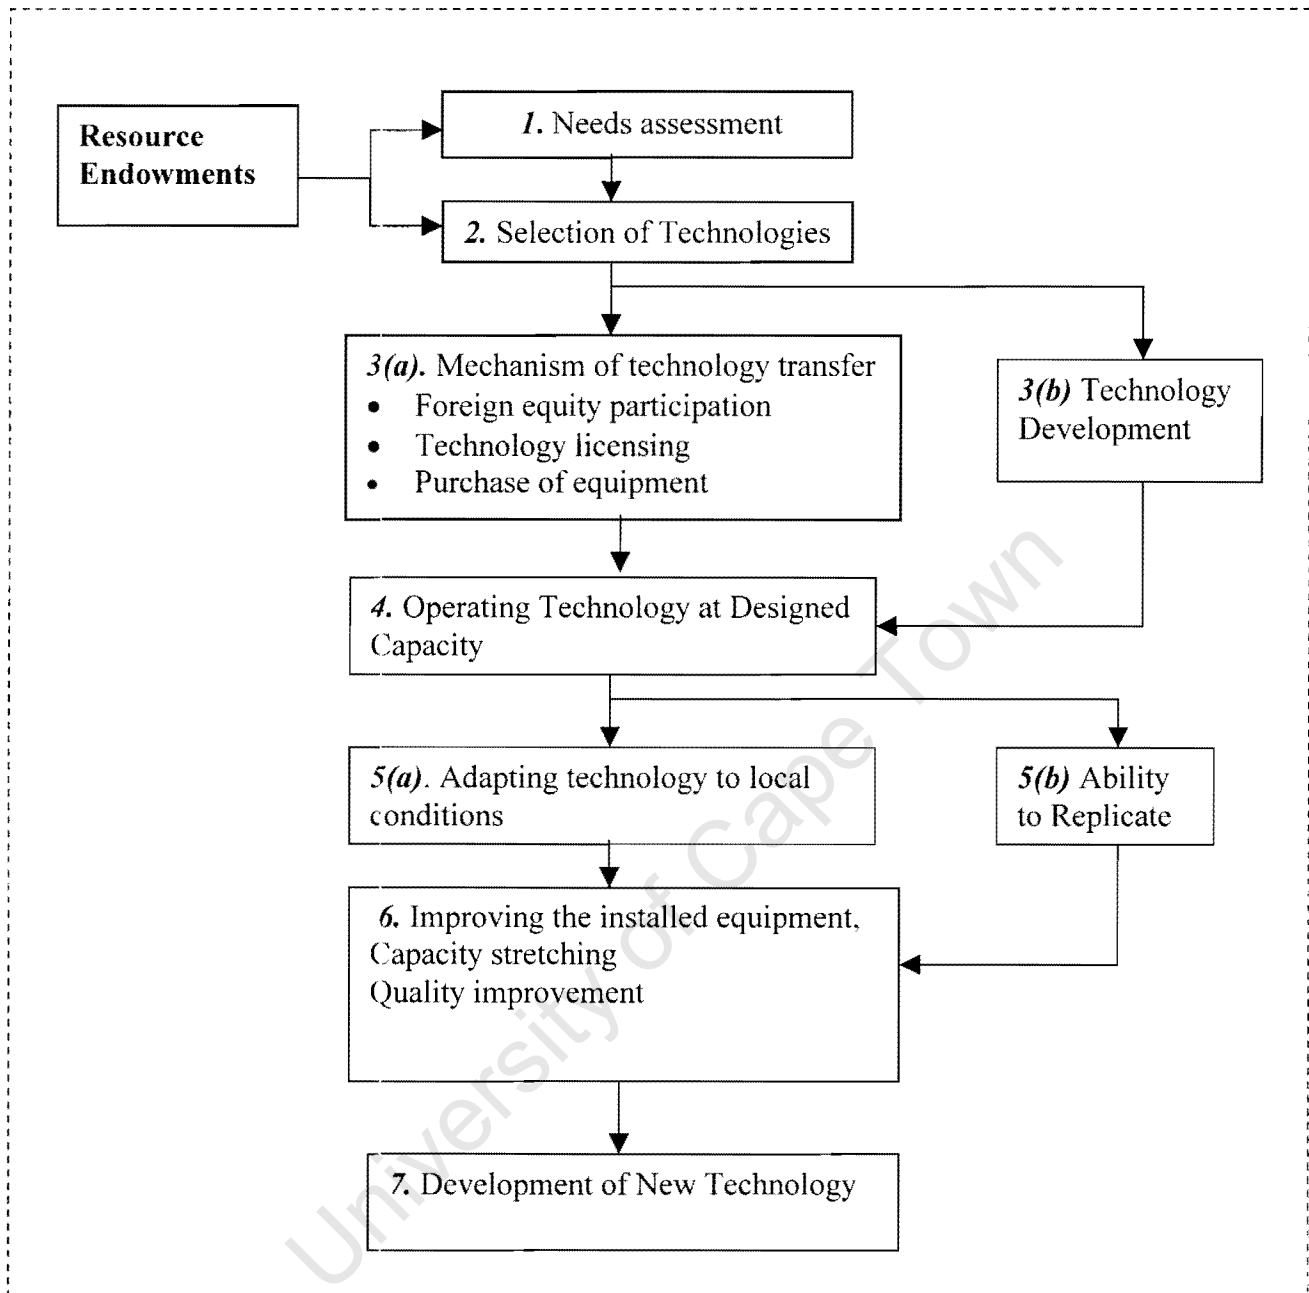 Resource
Endowments
1. Needs assessment
2. Selection of Technologies
3(a). Mechanism of technology transfer
• Foreign equity participation
• Technology licensing
• Purchase of equipment
3(b) Technology
Development
4. Operating Technology at Designed
Capacity
5(a). Adapting technology to local
conditions
5(b) Ability
to Replicate
6. Improving the installed equipment,
Capacity stretching
Quality improvement
7. Development of New Technology
University of Cape Town